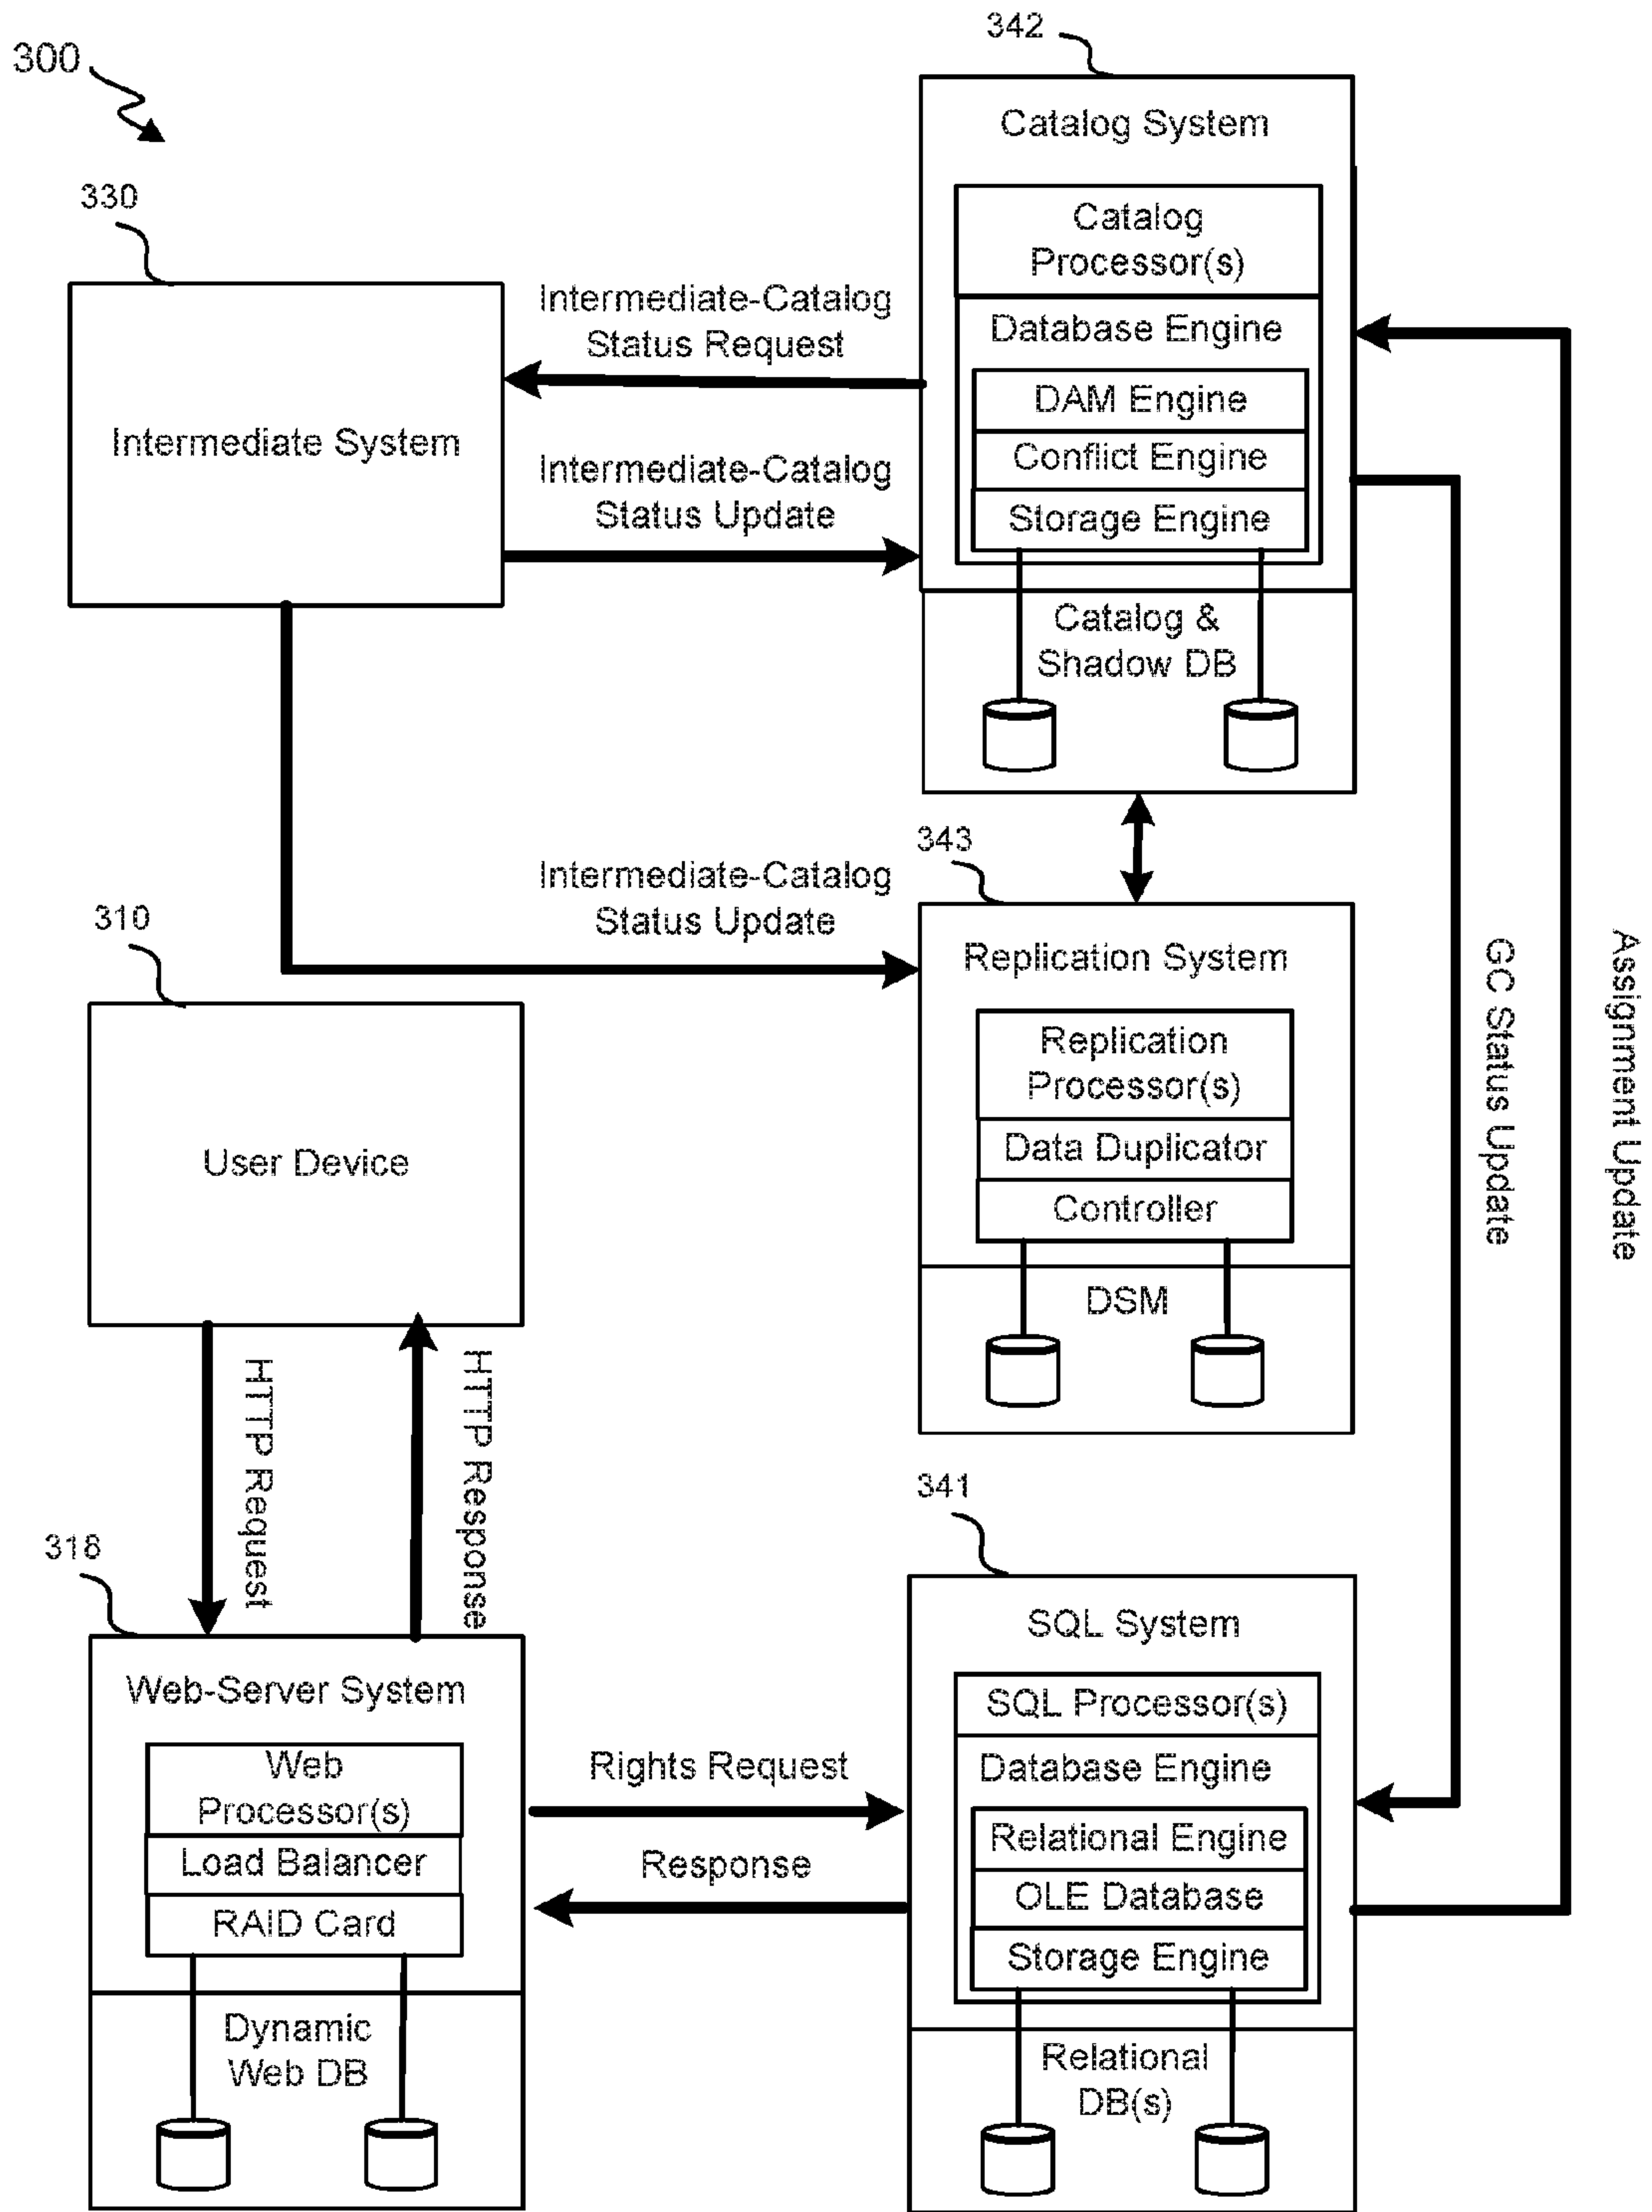 300
342
Catalog System
Catalog
Processor(s)
Database Engine
DAM Engine
Conflict Engine
Storage Engine
Catalog &
Shadow DB
330
Intermediate System
Intermediate-Catalog
Status Request
Intermediate-Catalog
Status Update
Intermediate-Catalog
Status Update
343
Replication System
Replication
Processor(s)
Data Duplicator
Controller
DSM
GC Status Update
Assignment Update
310
User Device
HTTP Request
HTTP Response
318
Web-Server System
Web
Processor(s)
Load Balancer
RAID Card
Dynamic
Web DB
Rights Request
Response
341
SQL System
SQL Processor(s)
Database Engine
Relational Engine
OLE Database
Storage Engine
Relational
DB(s)